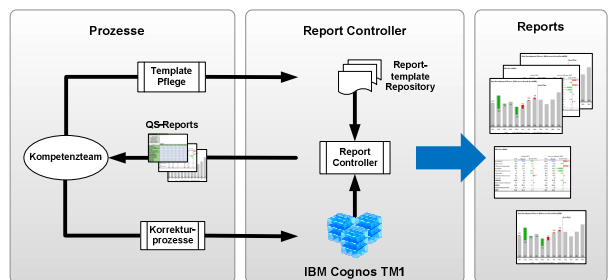 Prozesse
Report Controller
Reports
Template
Pflege
Report-
template
Repository
QS-Reports
Kompetenzteam
Report
Controller
Korrektur-
prozesse
IBM Cognos TM1